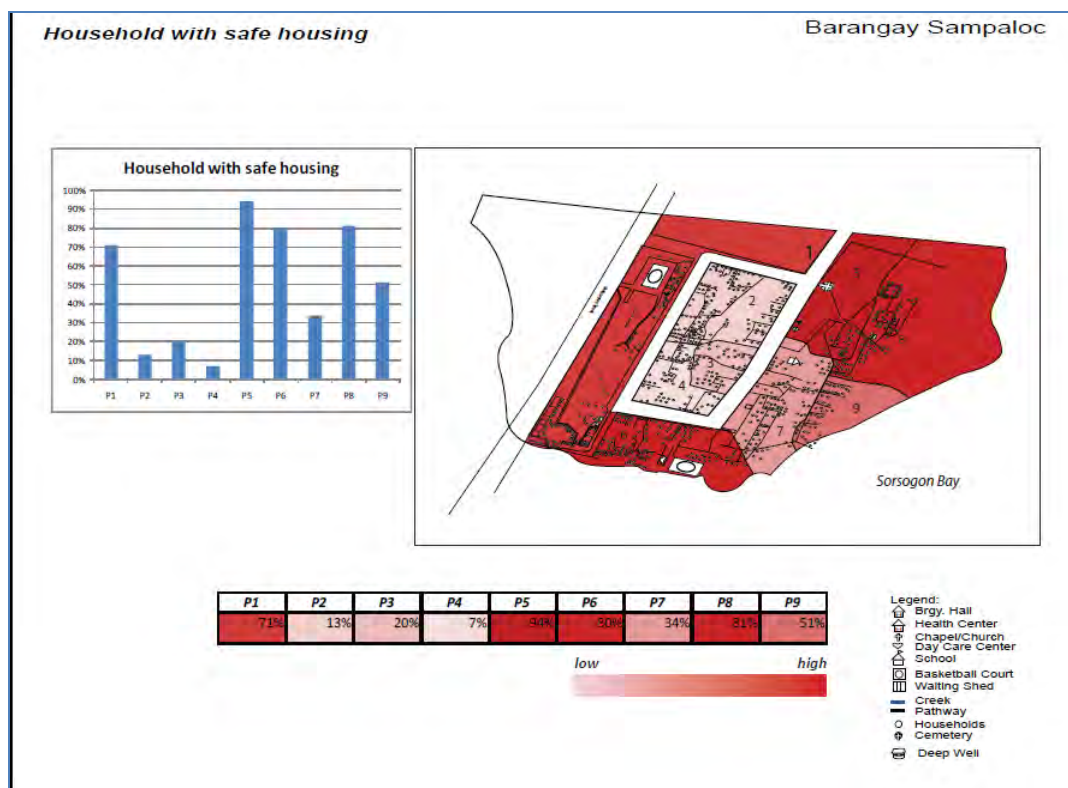 Household with safe housing
Barangay Sampaloc
Household with safe housing
100%
90%
80%
70%
60%
50%
40%
30%
20%
10%
0%
P1 P2 P3 P4 P5 P6 P7 P8 P9
1
2
3
4
7
9
Sorsogon Bay
P1 P2 P3 P4 P5 P6 P7 P8 P9
71% 13% 20% 7% 94% 80% 34% 81% 51%
low high
Legend:
Brgy. Hall
Health Center
Chapel/Church
Day Care Center
School
Basketball Court
Waiting Shed
Creek
Pathway
Households
Cemetery
Deep Well